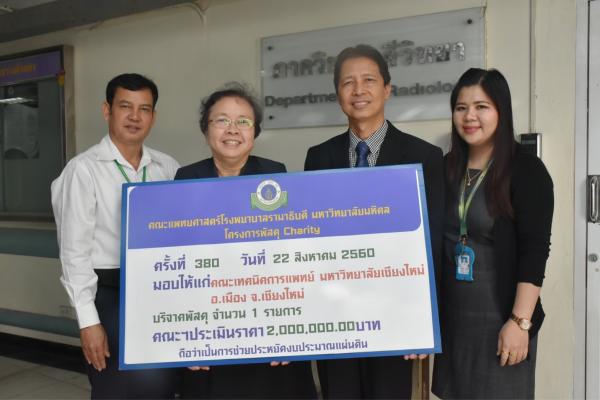 ภาควิ
สีวิทยา
Departme
Radiolo
คณะแพทยศาสตร์โรงพยาบาลรามาธิบดี มหาวิทยาลัยมหิดล
โครงการพัสดุ Charity
ครั้งที่ 380 วันที่ 22 สิงหาคม 2560
มอบให้แก่คณะเทคนิคการแพทย์ มหาวิทยาลัยเชียงใหม่
อ.เมือง จ.เชียงใหม่
บริจาคพัสดุ จำนวน 1 รายการ
คณะฯประเมินราคา 2,000,000.00บาท
ถือว่าเป็นการช่วยประหยัดงบประมาณแผ่นดิน